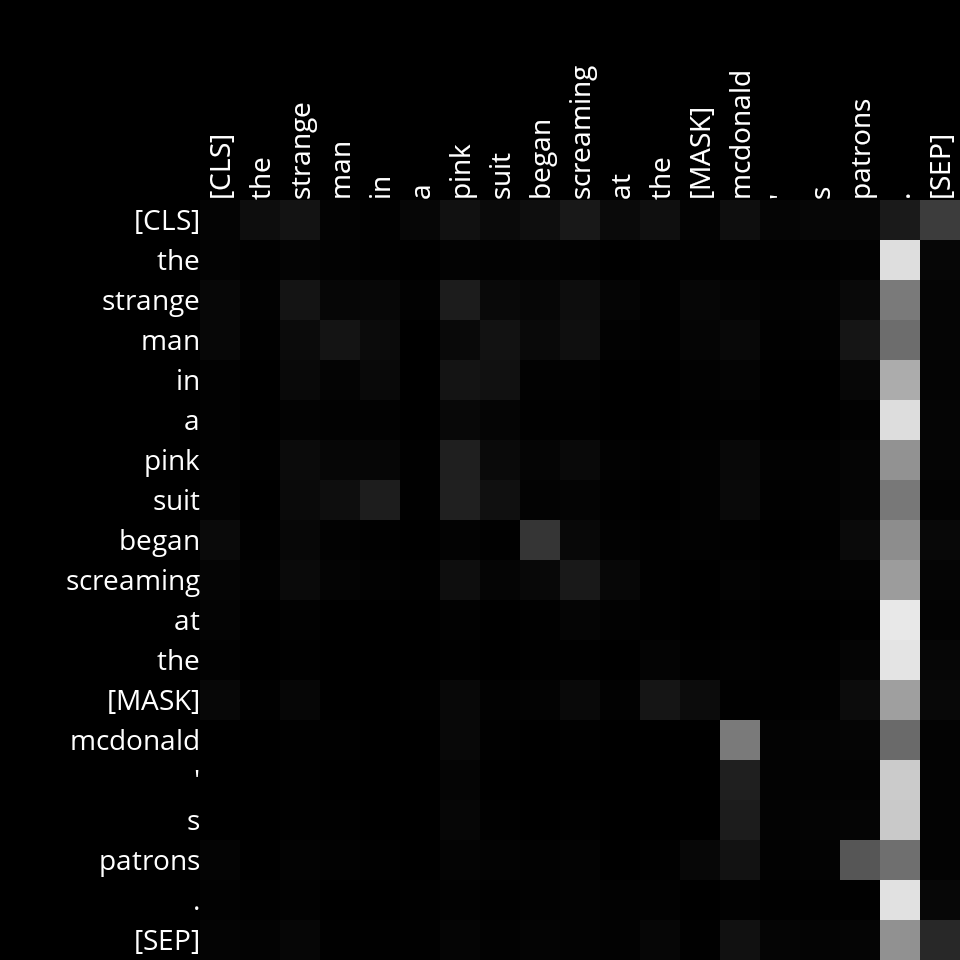 [CLS] the strange man in a pink suit began screaming at the [MASK] mcdonald ' s patrons . [SEP]
[CLS]
the
strange
man
in
a
pink
suit
began
screaming
at
the
[MASK]
mcdonald
'
s
patrons
.
[SEP]